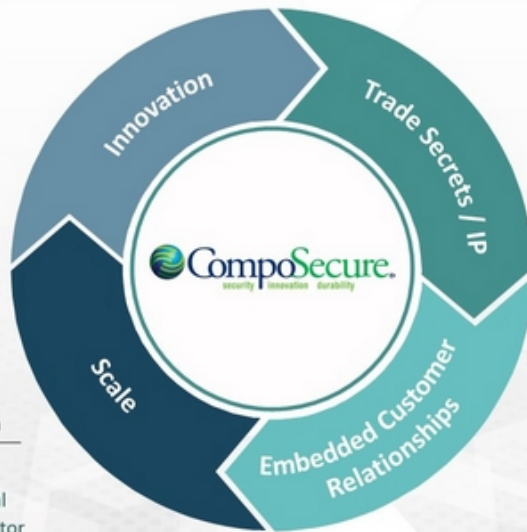 Innovation
Trade Secrets / IP
CompoSecure®
security innovation durability
Scale
Embedded Customer
Relationships